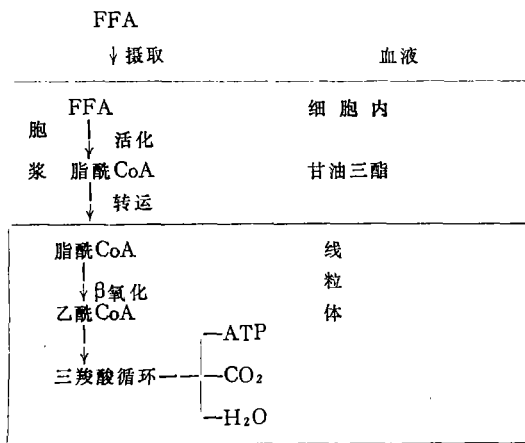 FFA
摄取 血液
FFA 细胞内
胞 活化
浆 脂酰CoA 甘油三酯
转运
脂酰CoA 线
β氧化 粒
乙酰CoA 体
ATP
三羧酸循环 CO₂
H₂O